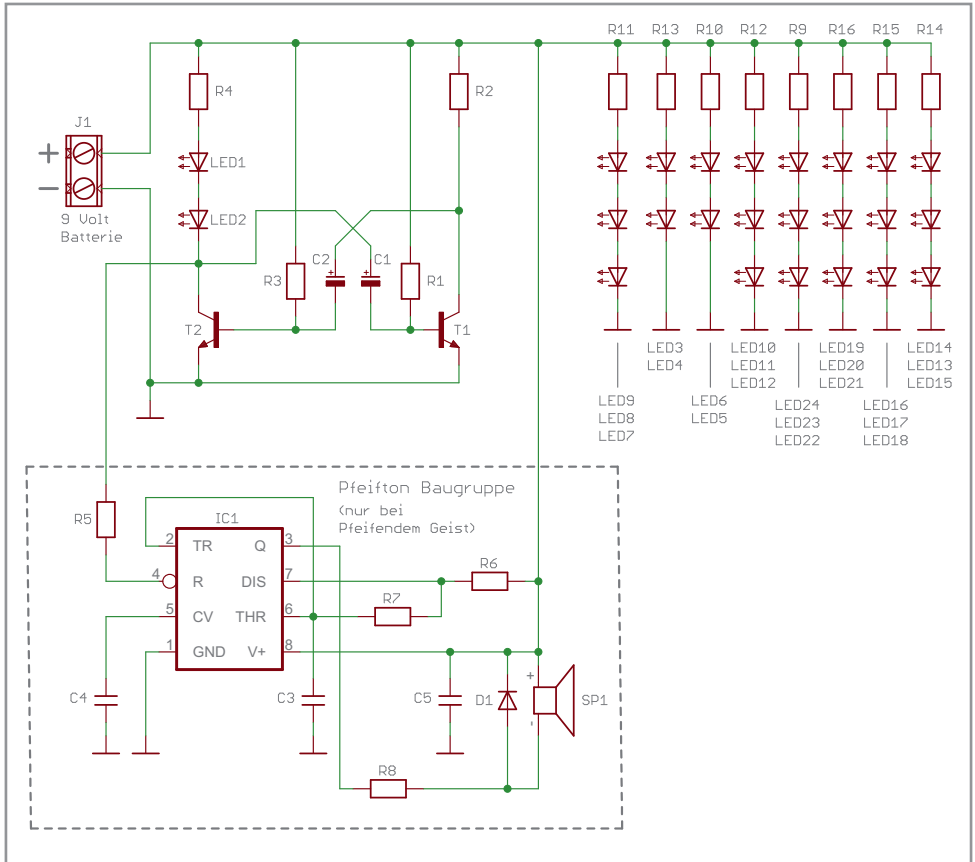 R11 R13 R10 R12 R9 R16 R15 R14
R4
R2
J1
+
LED1
−
LED2
9 Volt
Batterie
R3
C2
+
+
C1
R1
T2
T1
LED3
LED4
LED10
LED11
LED12
LED19
LED20
LED21
LED14
LED13
LED15
LED9
LED8
LED7
LED6
LED5
LED24
LED23
LED22
LED16
LED17
LED18
Pfeifton Baugruppe
(nur bei
Pfeifendem Geist)
R5
IC1
2 TR Q 3
4 R DIS 7
5 CV THR 6
1 GND V+ 8
R6
R7
C4
C3
C5
D1
+
SP1
-
R8